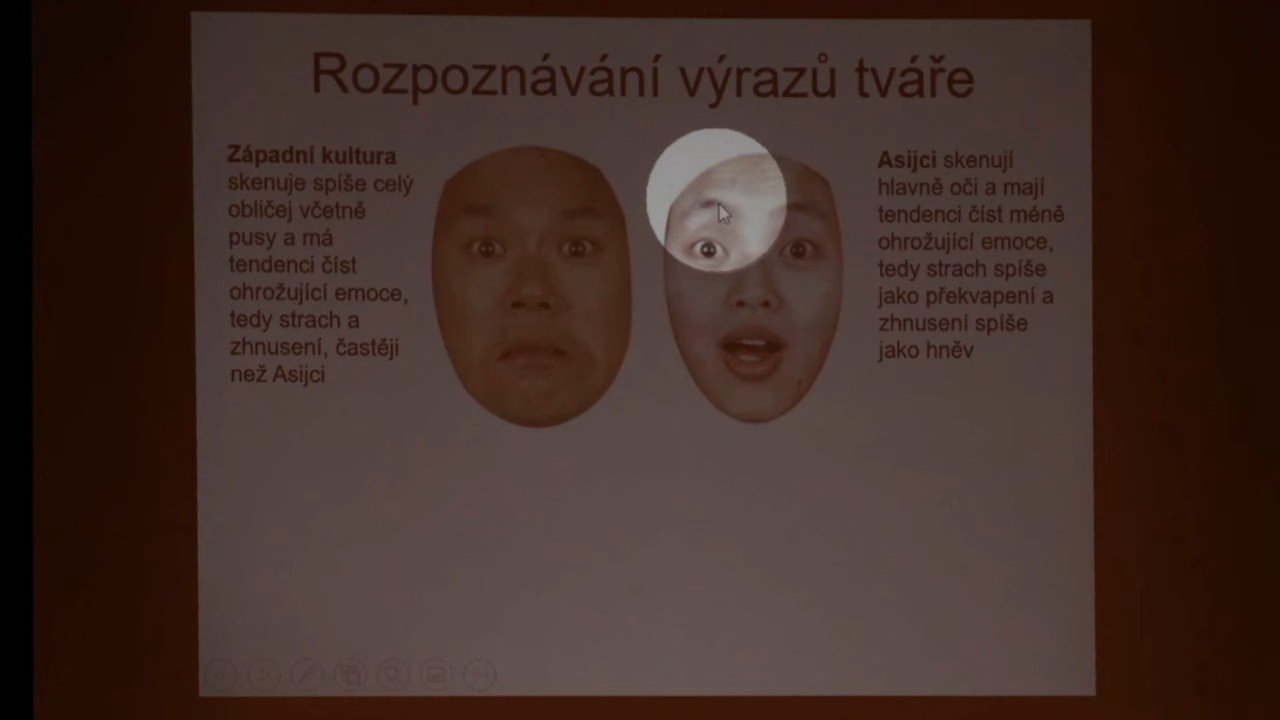 Rozpoznávání výrazů tváře
Západní kultura
skenuje spíše celý
obličej včetně
pusy a má
tendenci číst
ohrožující emoce,
tedy strach a
zhnusení, častěji
než Asijci
Asijci skenují
hlavně oči a mají
tendenci číst méně
ohrožující emoce,
tedy strach spíše
jako překvapení a
zhnusení spíše
jako hněv